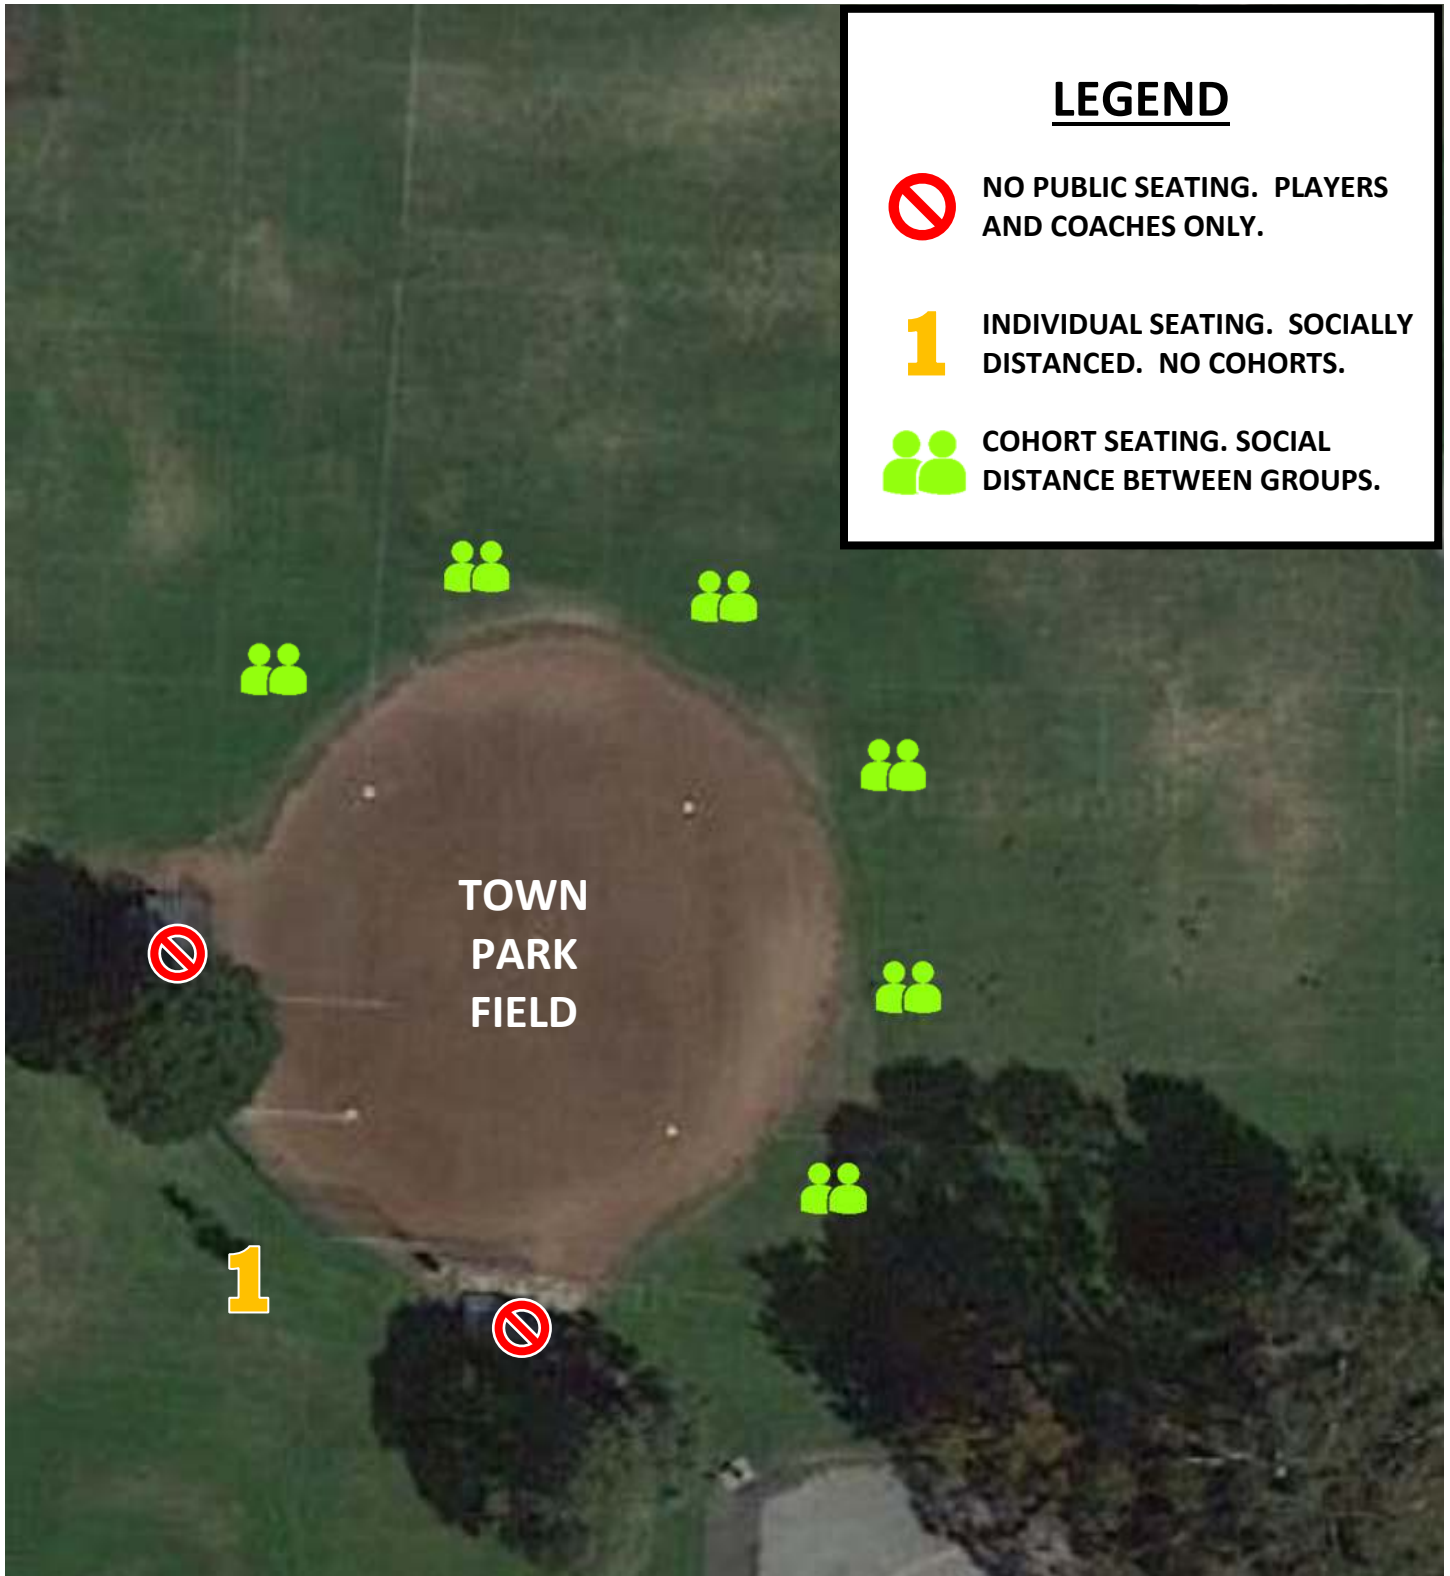 LEGEND
NO PUBLIC SEATING.  PLAYERS
AND COACHES ONLY.
1
INDIVIDUAL SEATING.  SOCIALLY
DISTANCED.  NO COHORTS.
COHORT SEATING. SOCIAL
DISTANCE BETWEEN GROUPS.
TOWN
PARK
FIELD
1